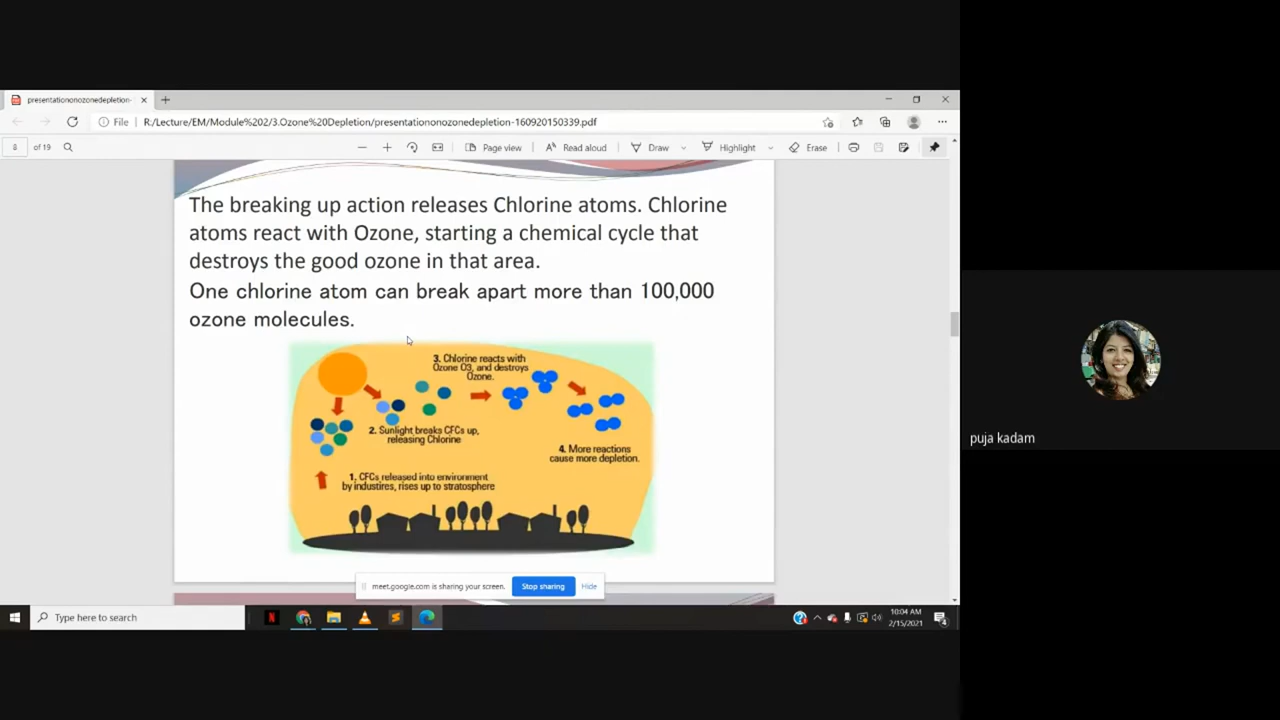 presentationonozonedepletion-
File
R:/Lecture/EM/Module%202/3.Ozone%20Depletion/presentationonozonedepletion-160920150339.pdf
8 of 19
Page view
Read aloud
Draw
Highlight
Erase
The breaking up action releases Chlorine atoms. Chlorine
atoms react with Ozone, starting a chemical cycle that
destroys the good ozone in that area.
One chlorine atom can break apart more than 100,000
ozone molecules.
3. Chlorine reacts with
Ozone O3, and destroys
Ozone.
2. Sunlight breaks CFCs up,
releasing Chlorine
4. More reactions
cause more depletion.
1. CFCs released into environment
by industires, rises up to stratosphere
puja kadam
meet.google.com is sharing your screen.
Stop sharing
Hide
Type here to search
10:04 AM
2/15/2021
4